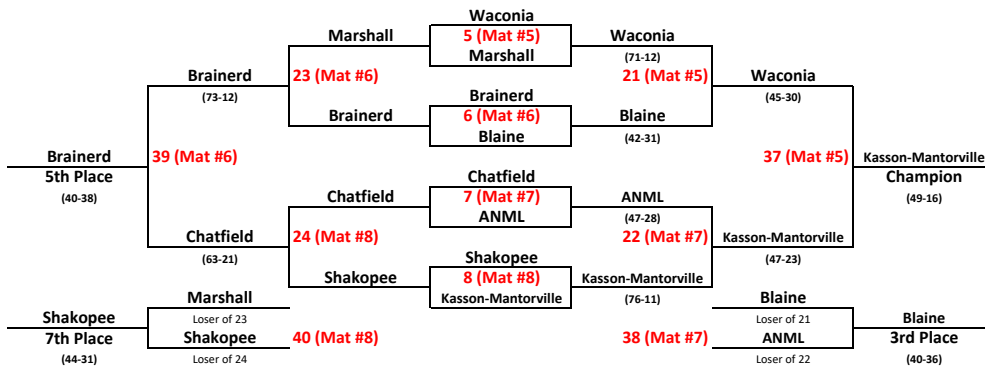 Waconia
Marshall 5 (Mat #5) Waconia
Marshall (71-12)
Brainerd 23 (Mat #6) 21 (Mat #5) Waconia
(73-12) Brainerd (45-30)
Brainerd 6 (Mat #6) Blaine
Blaine (42-31)
Brainerd 39 (Mat #6) 37 (Mat #5) Kasson-Mantorville
5th Place Chatfield Champion
(40-38) Chatfield 7 (Mat #7) ANML (49-16)
ANML (47-28)
Chatfield 24 (Mat #8) 22 (Mat #7) Kasson-Mantorville
(63-21) Shakopee (47-23)
Shakopee 8 (Mat #8) Kasson-Mantorville
Marshall Kasson-Mantorville (76-11) Blaine
Shakopee Loser of 23 Loser of 21 Blaine
7th Place Shakopee 40 (Mat #8) 38 (Mat #7) ANML 3rd Place
(44-31) Loser of 24 Loser of 22 (40-36)